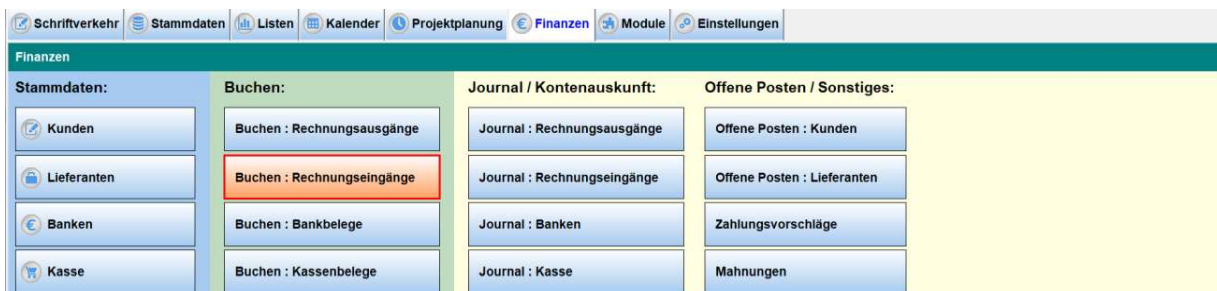 Schriftverkehr Stammdaten Listen Kalender Projektplanung Finanzen Module Einstellungen
Finanzen
Stammdaten: Buchen: Journal / Kontenauskunft: Offene Posten / Sonstiges:
Kunden Buchen : Rechnungsausgänge Journal : Rechnungsausgänge Offene Posten : Kunden
Lieferanten Buchen : Rechnungseingänge Journal : Rechnungseingänge Offene Posten : Lieferanten
Banken Buchen : Bankbelege Journal : Banken Zahlungsvorschläge
Kasse Buchen : Kassenbelege Journal : Kasse Mahnungen